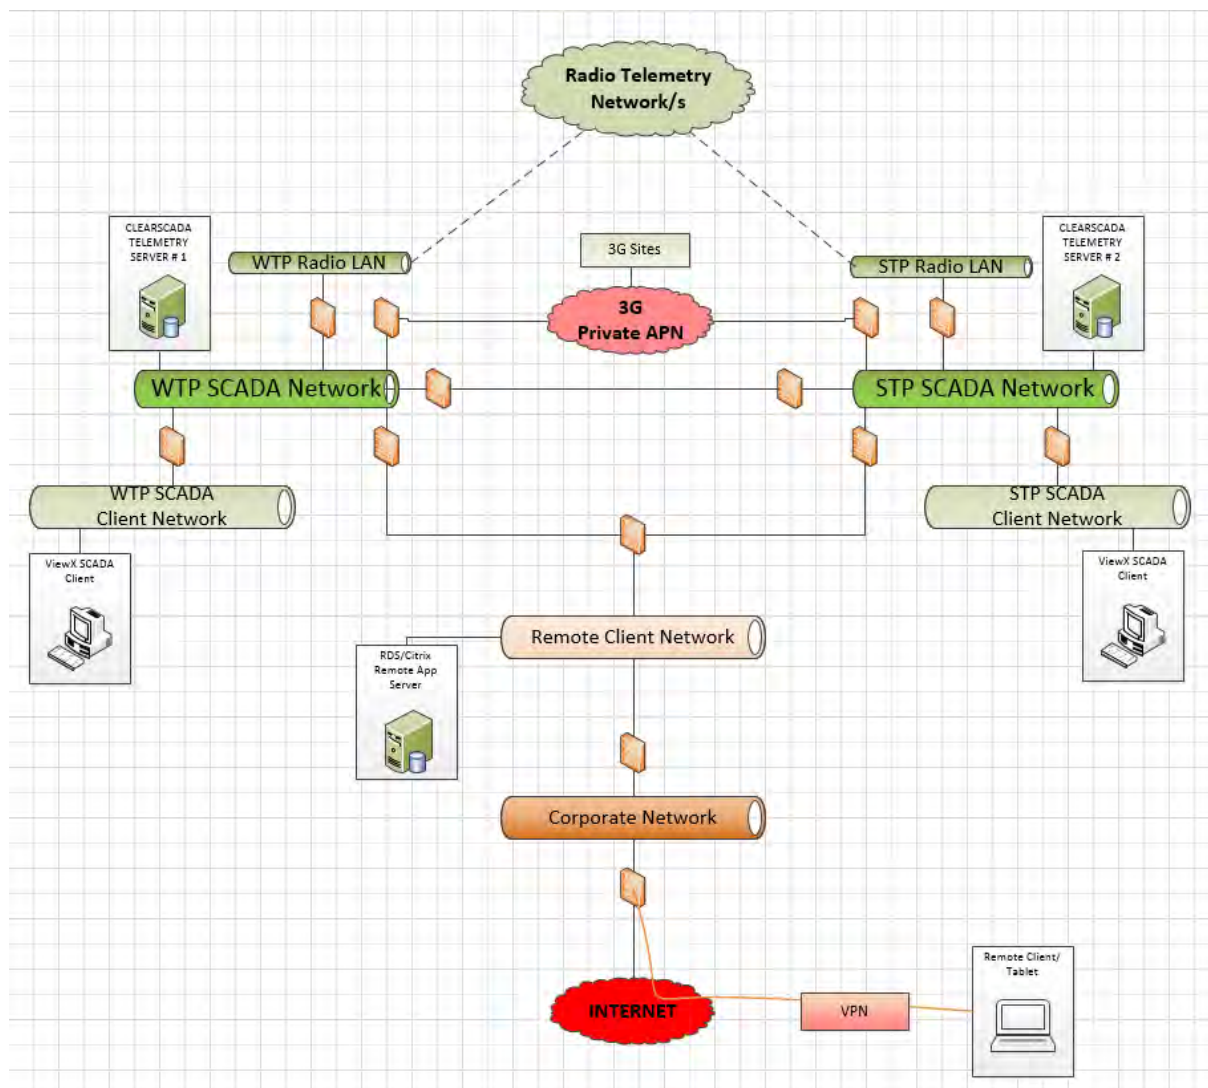 Radio Telemetry
Network/s
CLEARSCADA
TELEMETRY
SERVER # 1
WTP Radio LAN
3G Sites
STP Radio LAN
CLEARSCADA
TELEMETRY
SERVER # 2
3G
Private APN
WTP SCADA Network
STP SCADA Network
WTP SCADA
Client Network
STP SCADA
Client Network
ViewX SCADA
Client
ViewX SCADA
Client
Remote Client Network
RDS/Citrix
Remote App
Server
Corporate Network
Remote Client/
Tablet
INTERNET
VPN